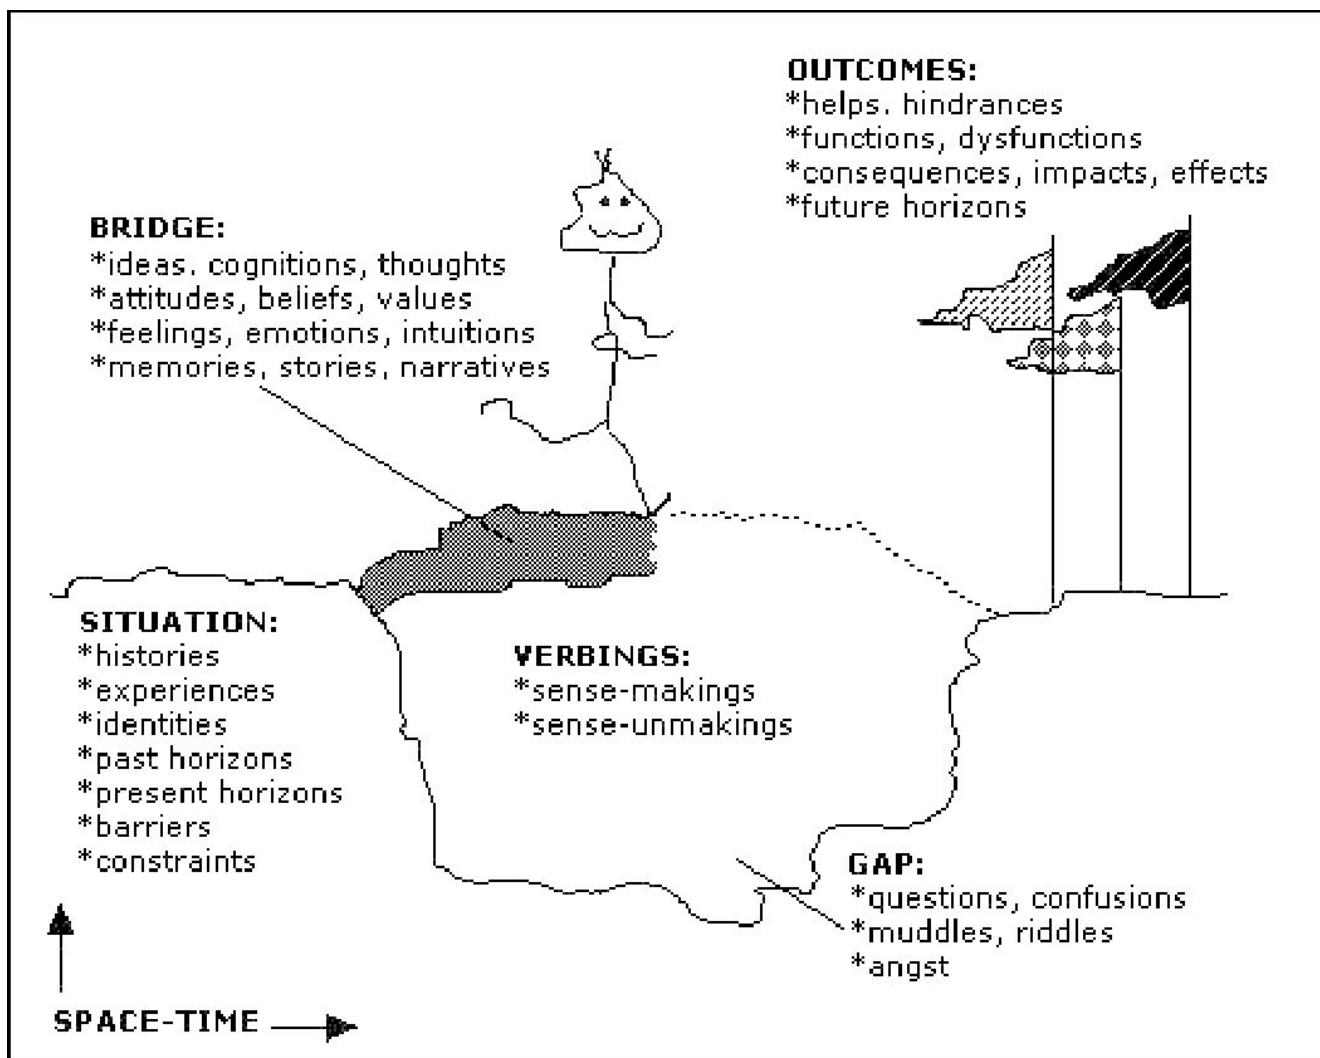 OUTCOMES:
*helps. hindrances
*functions, dysfunctions
*consequences, impacts, effects
*future horizons
BRIDGE:
*ideas. cognitions, thoughts
*attitudes, beliefs, values
*feelings, emotions, intuitions
*memories, stories, narratives
SITUATION:
*histories
*experiences
*identities
*past horizons
*present horizons
*barriers
*constraints
VERBINGS:
*sense-makings
*sense-unmakings
GAP:
*questions, confusions
*muddles, riddles
*angst
SPACE-TIME